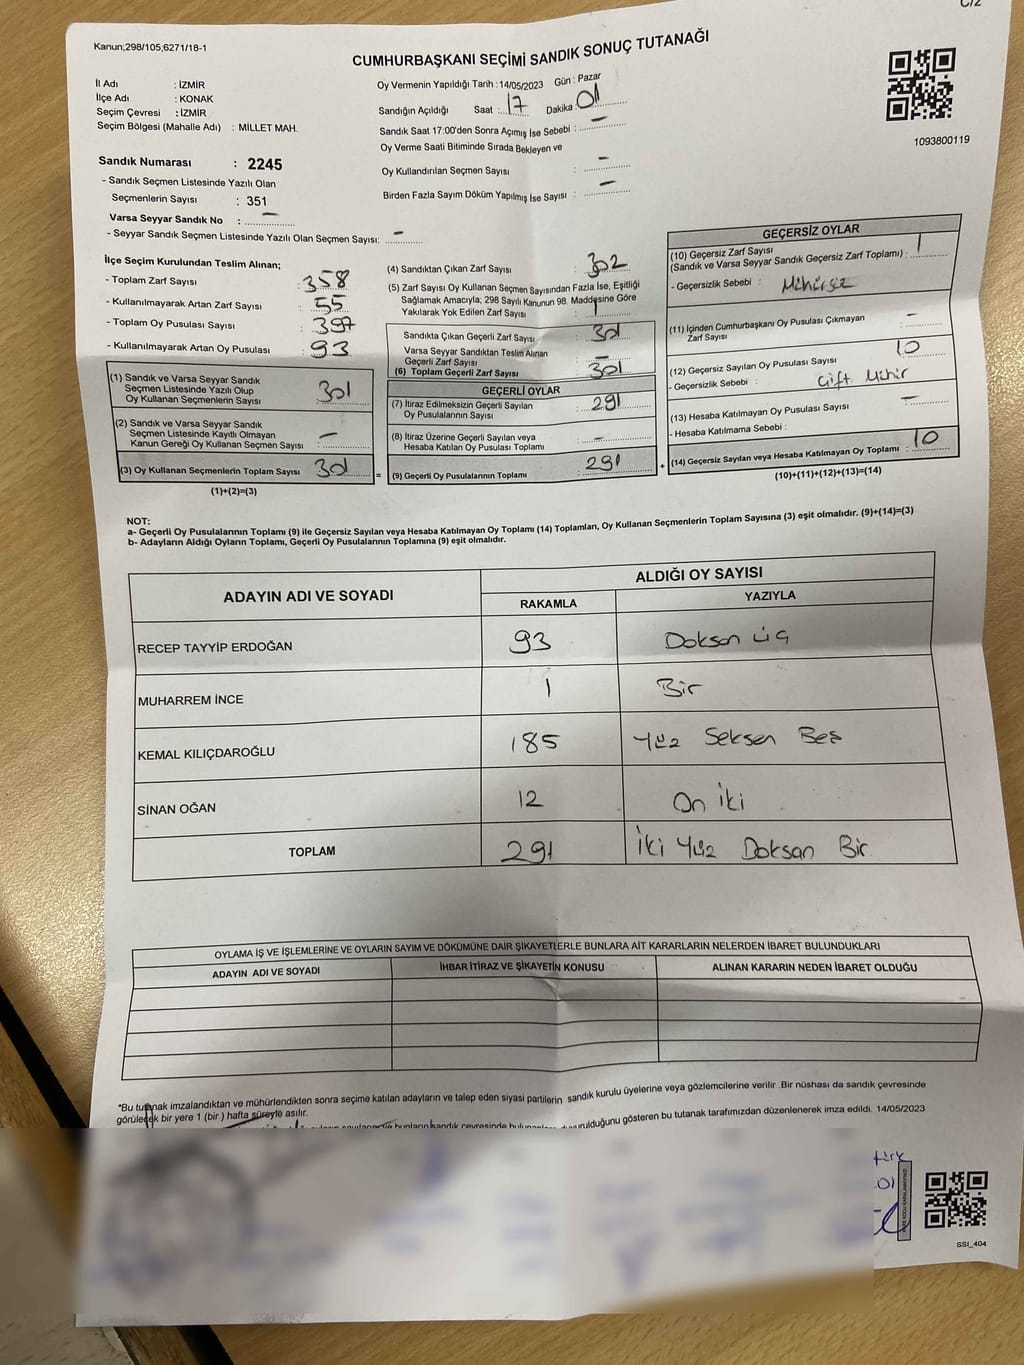 C/2
Kanun;298/105,6271/18-1
CUMHURBAŞKANI SEÇİMİ SANDIK SONUÇ TUTANAĞI
İl Adı : İZMİR
İlçe Adı : KONAK
Seçim Çevresi : İZMİR
Seçim Bölgesi (Mahalle Adı) : MİLLET MAH.
Sandık Numarası : 2245
- Sandık Seçmen Listesinde Yazılı Olan
Seçmenlerin Sayısı : 351
Varsa Seyyar Sandık No : –
- Seyyar Sandık Seçmen Listesinde Yazılı Olan Seçmen Sayısı: –
Oy Vermenin Yapıldığı Tarih : 14/05/2023 Gün : Pazar
Sandığın Açıldığı Saat : 17 Dakika : 01
Sandık Saat 17:00'den Sonra Açımış İse Sebebi : –
Oy Verme Saati Bitiminde Sırada Bekleyen ve
Oy Kullandırılan Seçmen Sayısı : –
Birden Fazla Sayım Döküm Yapılmış İse Sayısı : –
1093800119
İlçe Seçim Kurulundan Teslim Alınan;
- Toplam Zarf Sayısı : 358
- Kullanılmayarak Artan Zarf Sayısı : 55
- Toplam Oy Pusulası Sayısı : 397
- Kullanılmayarak Artan Oy Pusulası : 93
(1) Sandık ve Varsa Seyyar Sandık
Seçmen Listesinde Yazılı Olup
Oy Kullanan Seçmenlerin Sayısı : 301
(2) Sandık ve Varsa Seyyar Sandık
Seçmen Listesinde Kayıtlı Olmayan
Kanun Gereği Oy Kullanan Seçmen Sayısı : –
(3) Oy Kullanan Seçmenlerin Toplam Sayısı : 301
(1)+(2)=(3)
(4) Sandıktan Çıkan Zarf Sayısı : 302
(5) Zarf Sayısı Oy Kullanan Seçmen Sayısından Fazla İse, Eşitliği
Sağlamak Amacıyla; 298 Sayılı Kanunun 98. Maddesine Göre
Yakılarak Yok Edilen Zarf Sayısı : 1
Sandıkta Çıkan Geçerli Zarf Sayısı : 301
Varsa Seyyar Sandıktan Teslim Alınan
Geçerli Zarf Sayısı : –
(6) Toplam Geçerli Zarf Sayısı : 301
GEÇERLİ OYLAR
(7) İtiraz Edilmeksizin Geçerli Sayılan
Oy Pusulalarının Sayısı : 291
(8) İtiraz Üzerine Geçerli Sayılan veya
Hesaba Katılan Oy Pusulası Toplamı : –
= (9) Geçerli Oy Pusulalarının Toplamı : 291
GEÇERSİZ OYLAR
(10) Geçersiz Zarf Sayısı
(Sandık ve Varsa Seyyar Sandık Geçersiz Zarf Toplamı) : 1
- Geçersizlik Sebebi : Mühürsüz
(11) İçinden Cumhurbaşkanı Oy Pusulası Çıkmayan
Zarf Sayısı : –
(12) Geçersiz Sayılan Oy Pusulası Sayısı : 10
- Geçersizlik Sebebi : Çift Mühür
(13) Hesaba Katılmayan Oy Pusulası Sayısı : –
- Hesaba Katılmama Sebebi :
+ (14) Geçersiz Sayılan veya Hesaba Katılmayan Oy Toplamı : 10
(10)+(11)+(12)+(13)=(14)
NOT:
a- Geçerli Oy Pusulalarının Toplamı (9) ile Geçersiz Sayılan veya Hesaba Katılmayan Oy Toplamı (14) Toplamları, Oy Kullanan Seçmenlerin Toplam Sayısına (3) eşit olmalıdır. (9)+(14)=(3)
b- Adayların Aldığı Oyların Toplamı, Geçerli Oy Pusulalarının Toplamına (9) eşit olmalıdır.
ADAYIN ADI VE SOYADI ALDIĞI OY SAYISI
RAKAMLA YAZIYLA
RECEP TAYYİP ERDOĞAN 93 Doksan Üç
MUHARREM İNCE 1 Bir
KEMAL KILIÇDAROĞLU 185 Yüz Seksen Beş
SİNAN OĞAN 12 On İki
TOPLAM 291 İki Yüz Doksan Bir
OYLAMA İŞ VE İŞLEMLERİNE VE OYLARIN SAYIM VE DÖKÜMÜNE DAİR ŞİKAYETLERLE BUNLARA AİT KARARLARIN NELERDEN İBARET BULUNDUKLARI
ADAYIN ADI VE SOYADI İHBAR İTİRAZ VE ŞİKAYETİN KONUSU ALINAN KARARIN NEDEN İBARET OLDUĞU
*Bu tutanak imzalandıktan ve mühürlendikten sonra seçime katılan adayların ve talep eden siyasi partilerin sandık kurulu üyelerine veya gözlemcilerine verilir .Bir nüshası da sandık çevresinde
görülecek bir yere 1 (bir ) hafta süreyle asılır.
gösteren bu tutanak tarafımızdan düzenlenerek imza edildi. 14/05/2023
SSI_404